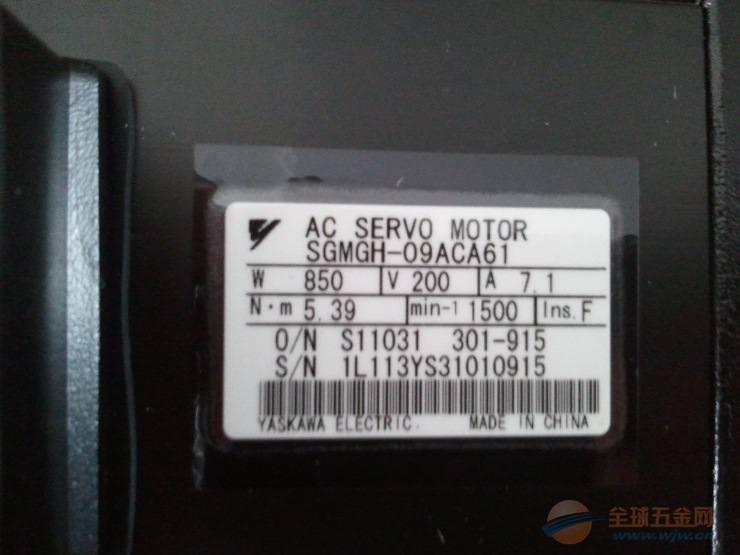 AC SERVO MOTOR
SGMGH-09ACA61
W 850 V 200 A 7.1
N・m 5.39 min-1 1500 Ins. F
O/N S11031 301-915
S/N 1L113YS31010915
YASKAWA ELECTRIC. MADE IN CHINA
全球五金网
www.wjw.cn